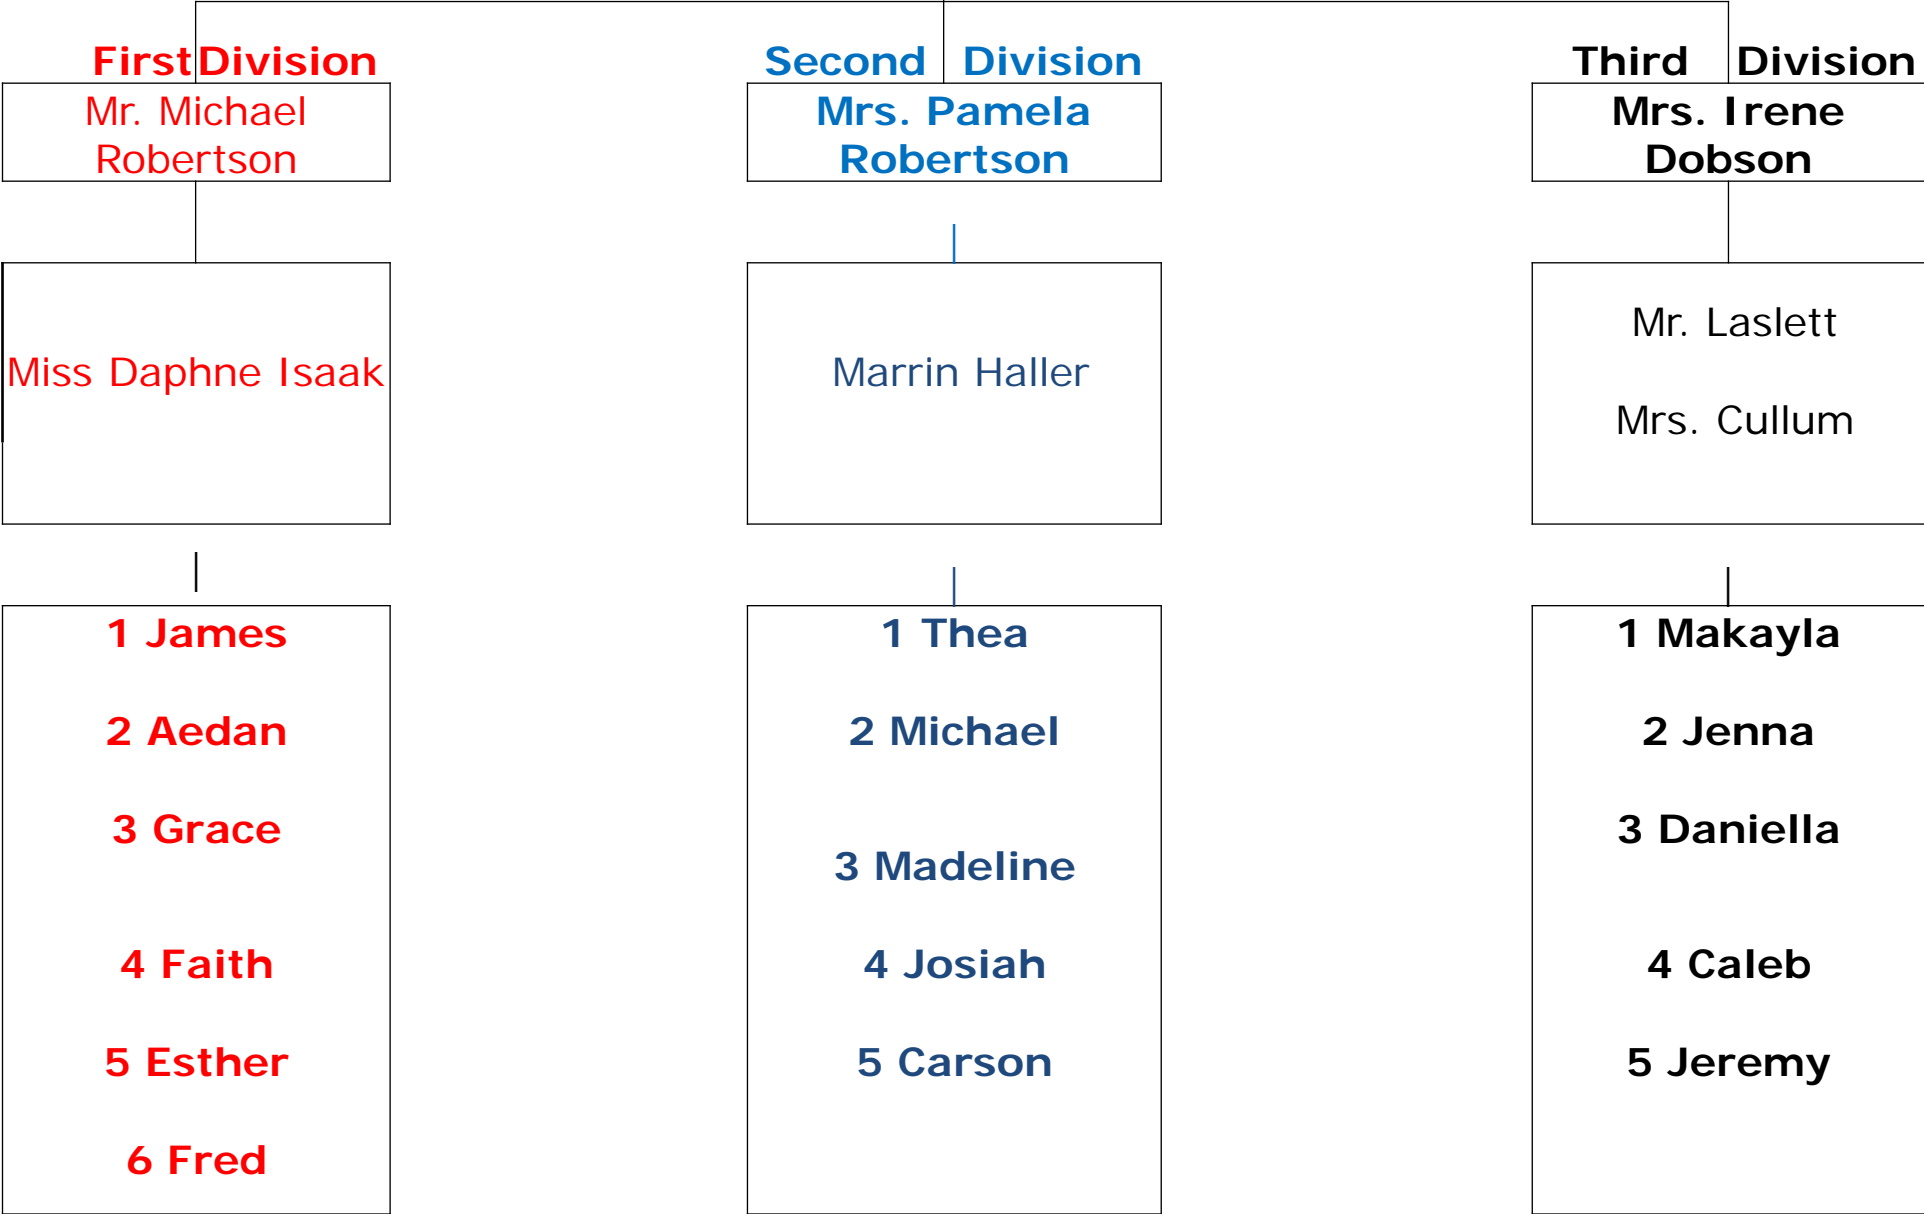 First Division
Mr. Michael
Robertson
Miss Daphne Isaak
1 James
2 Aedan
3 Grace
4 Faith
5 Esther
6 Fred
Second Division
Mrs. Pamela
Robertson
Marrin Haller
1 Thea
2 Michael
3 Madeline
4 Josiah
5 Carson
Third Division
Mrs. Irene
Dobson
Mr. Laslett
Mrs. Cullum
1 Makayla
2 Jenna
3 Daniella
4 Caleb
5 Jeremy